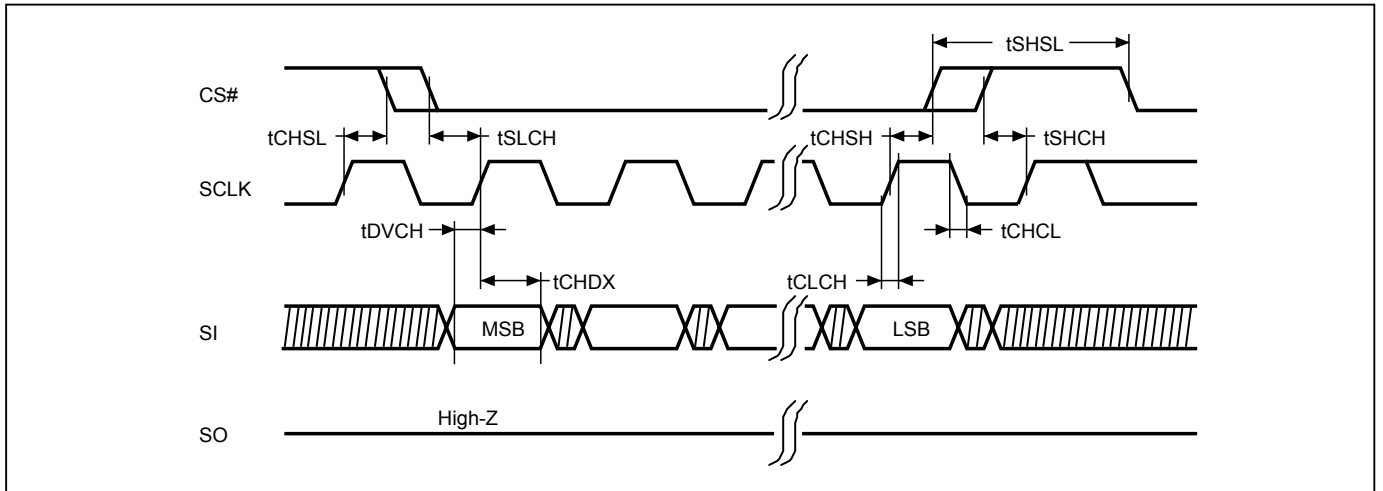 tSHSL
CS#
tCHSL
tSLCH
tCHSH
tSHCH
SCLK
tDVCH
tCHCL
tCHDX
tCLCH
SI
MSB
LSB
High-Z
SO